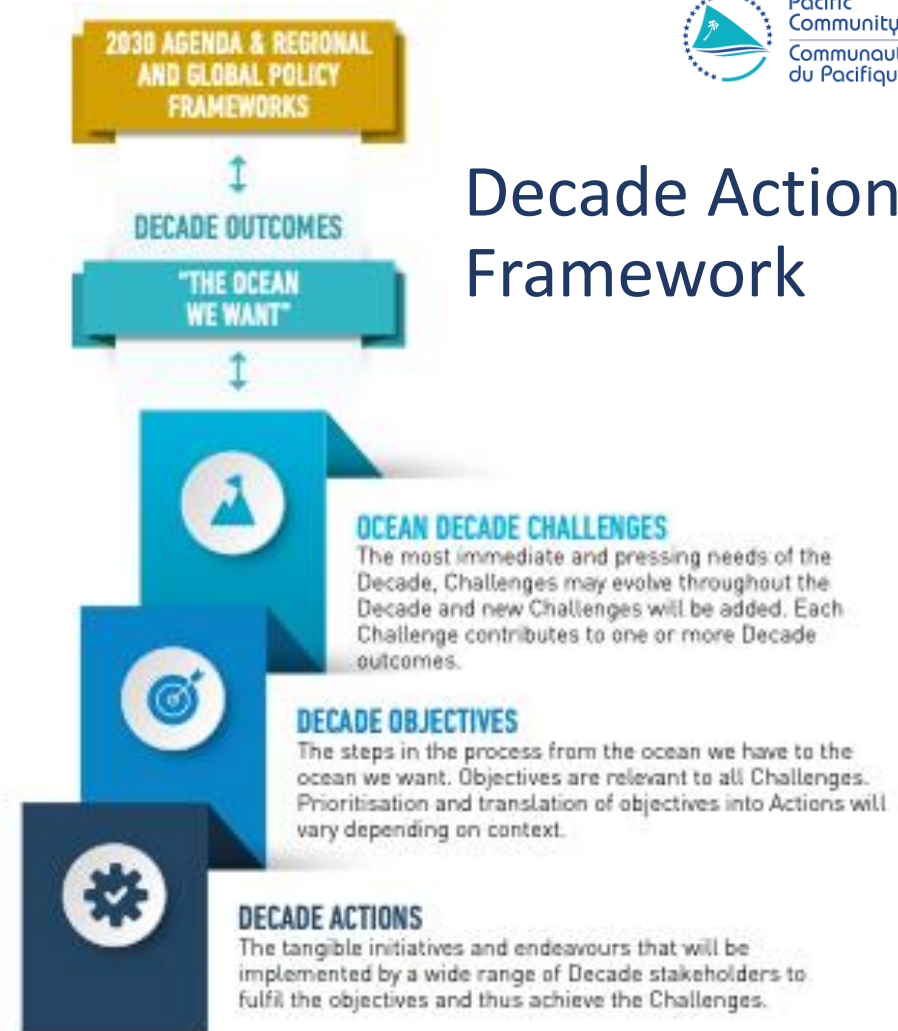 Pacific
Community
Communaut
du Pacifiqu
2030 AGENDA & REGIONAL
AND GLOBAL POLICY
FRAMEWORKS
Decade Action
Framework
DECADE OUTCOMES
"THE OCEAN
WE WANT"
OCEAN DECADE CHALLENGES
The most immediate and pressing needs of the
Decade, Challenges may evolve throughout the
Decade and new Challenges will be added. Each
Challenge contributes to one or more Decade
outcomes.
DECADE OBJECTIVES
The steps in the process from the ocean we have to the
ocean we want. Objectives are relevant to all Challenges.
Prioritisation and translation of objectives into Actions will
vary depending on context.
DECADE ACTIONS
The tangible initiatives and endeavours that will be
implemented by a wide range of Decade stakeholders to
fulfil the objectives and thus achieve the Challenges.